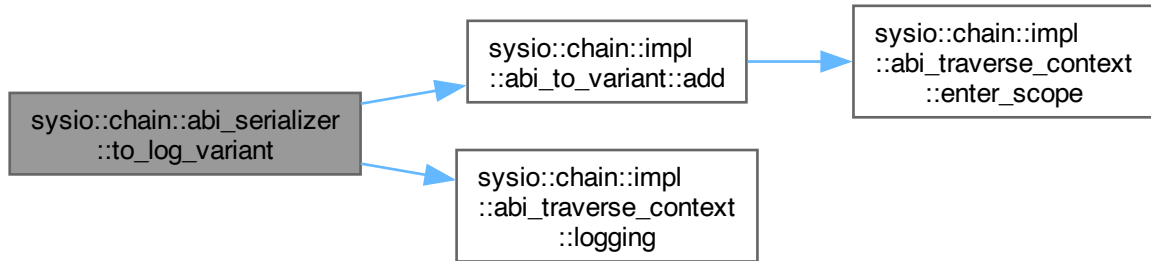 sysio::chain::abi_serializer
::to_log_variant
sysio::chain::impl
::abi_to_variant::add
sysio::chain::impl
::abi_traverse_context
::enter_scope
sysio::chain::impl
::abi_traverse_context
::logging